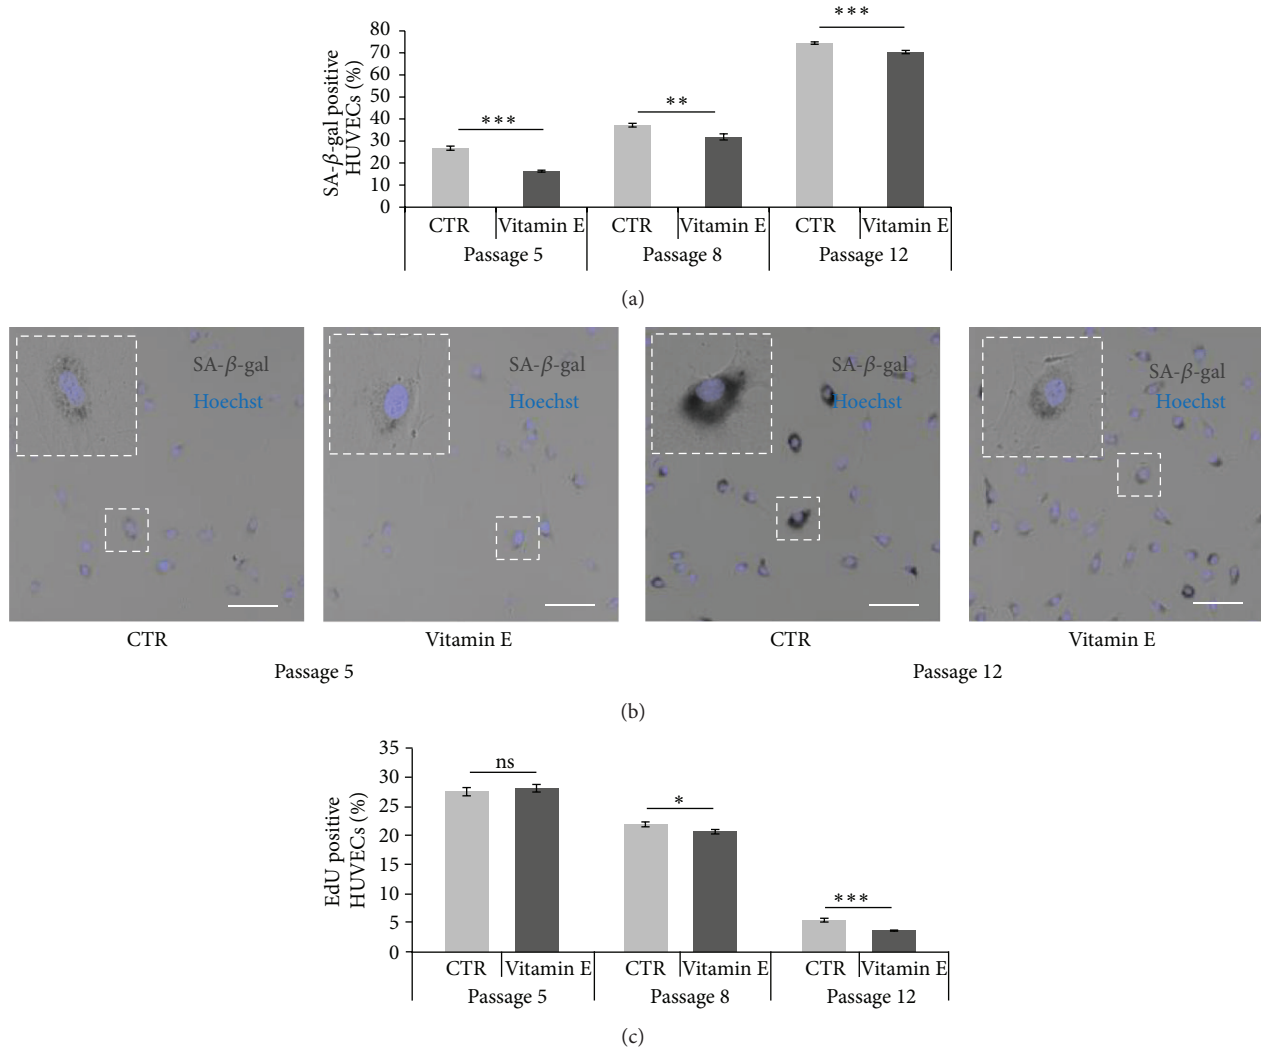 80
70
60
50
40
30
20
10
0
SA-β-gal positive
HUVECs (%)
***
**
***
CTR Vitamin E CTR Vitamin E CTR Vitamin E
Passage 5 Passage 8 Passage 12
(a)
SA-β-gal SA-β-gal SA-β-gal SA-β-gal
Hoechst Hoechst Hoechst Hoechst
CTR Vitamin E CTR Vitamin E
Passage 5 Passage 12
(b)
35
30
25
20
15
10
5
0
EdU positive
HUVECs (%)
ns
*
***
CTR Vitamin E CTR Vitamin E CTR Vitamin E
Passage 5 Passage 8 Passage 12
(c)